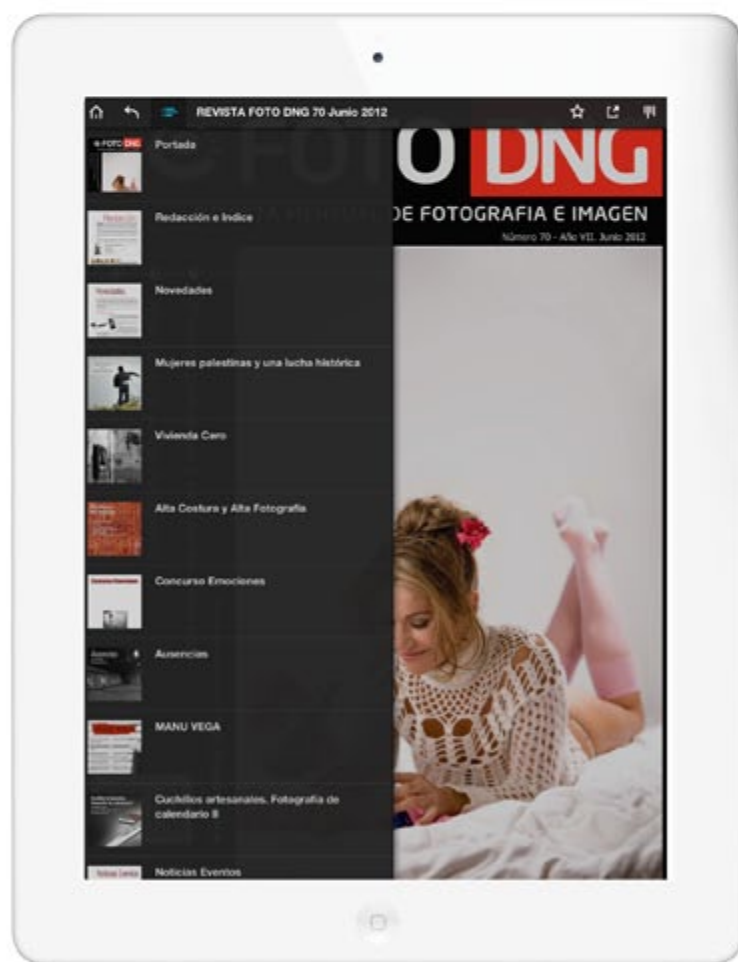 REVISTA FOTO DNG 70 Junio 2012
FOTO DNG
DE FOTOGRAFIA E IMAGEN
Número 70 - Año VII. Junio 2012
Portada
Redacción e Indice
Novedades
Mujeres palestinas y una lucha histórica
Vivienda Cero
Alta Costura y Alta Fotografía
Concurso Emociones
Ausencias
MANU VEGA
Cuchillos artesanales. Fotografía de
calendario II
Noticias Eventos